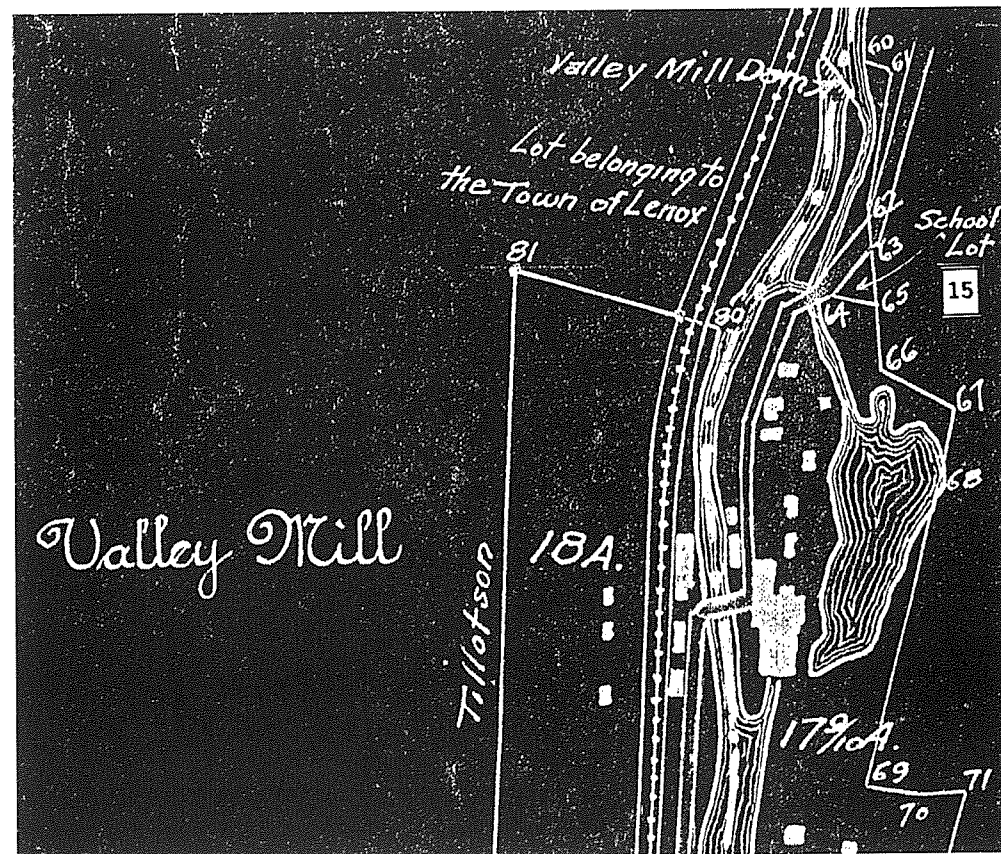 60
61
Valley Mill Dam
Lot belonging to
the Town of Lenox
62
School
Lot
63
81
15
65
80
64
66
67
68
Valley Mill
18A.
Tillotson
17 9/10 A.
69
71
70